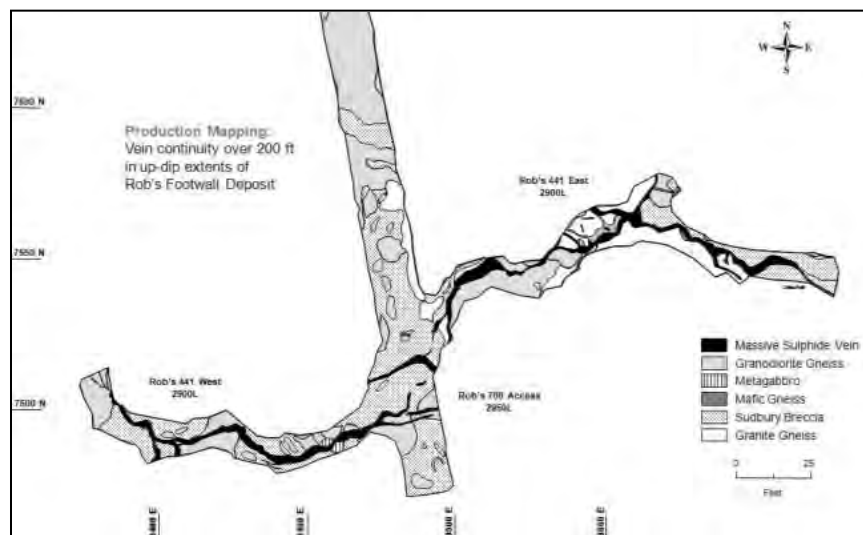 N
W E
S
7600 N
Production Mapping:
Vein continuity over 200 ft
in up-dip extents of
Rob's Footwall Deposit
Rob's 441 East
2900L
7550 N
Massive Sulphide Vein
Granodiorite Gneiss
Metagabbro
Mafic Gneiss
Sudbury Breccia
Granite Gneiss
Rob's 441 West
2900L
Rob's 700 Access
2950L
7500 N
0 25
Feet